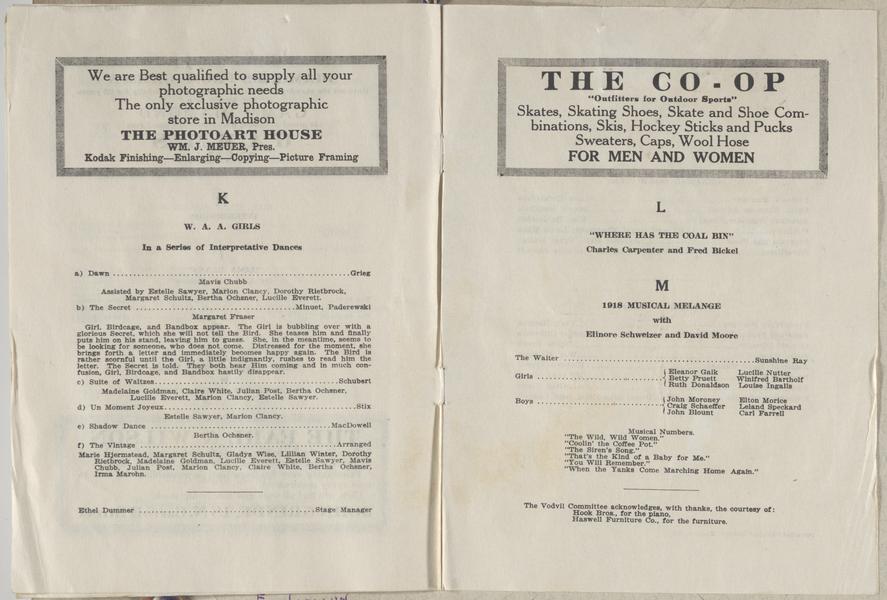 We are Best qualified to supply all your
photographic needs
The only exclusive photographic
store in Madison
THE PHOTOART HOUSE
WM. J. MEUER, Pres.
Kodak Finishing—Enlarging—Copying—Picture Framing
K
W. A. A. GIRLS
In a Series of Interpretative Dances
a) Dawn ........................................................Grieg
Mavis Chubb
Assisted by Estelle Sawyer, Marion Clancy, Dorothy Rietbrock,
Margaret Schultz, Bertha Ochsner, Lucille Everett.
b) The Secret ......................................Minuet, Paderewski
Margaret Fraser
Girl, Birdcage, and Bandbox appear. The Girl is bubbling over with a
glorious Secret, which she will not tell the Bird. She teases him and finally
puts him on his stand, leaving him to guess. She, in the meantime, seems to
be looking for someone, who does not come. Distressed for the moment, she
brings forth a letter and immediately becomes happy again. The Bird is
rather scornful until the Girl, a little indignantly, rushes to read him the
letter. The Secret is told. They both hear Him coming and in much con-
fusion, Girl, Birdcage, and Bandbox hastily disappear.
c) Suite of Waltzes..............................................Schubert
Madelaine Goldman, Claire White, Julian Post, Bertha Ochsner,
Lucille Everett, Marion Clancy, Estelle Sawyer.
d) Un Moment Joyeux..............................................Stix
Estelle Sawyer, Marion Clancy.
e) Shadow Dance ..............................................MacDowell
Bertha Ochsner.
f) The Vintage ..................................................Arranged
Marie Hjermstead, Margaret Schultz, Gladys Wise, Lillian Winter, Dorothy
Rietbrock, Madelaine Goldman, Lucille Everett, Estelle Sawyer, Mavis
Chubb, Julian Post, Marion Clancy, Claire White, Bertha Ochsner,
Irma Marohn.
Ethel Dummer ..............................................Stage Manager
THE CO-OP
"Outfitters for Outdoor Sports"
Skates, Skating Shoes, Skate and Shoe Com-
binations, Skis, Hockey Sticks and Pucks
Sweaters, Caps, Wool Hose
FOR MEN AND WOMEN
L
"WHERE HAS THE COAL BIN"
Charles Carpenter and Fred Bickel
M
1918 MUSICAL MELANGE
with
Elinore Schweizer and David Moore
The Waiter ..............................................Sunshine Ray
Eleanor Gaik Lucille Nutter
Girls .............................. Betty Pruett Winifred Bartholf
Ruth Donaldson Louise Ingalls
John Moroney Elton Morice
Boys .............................. Craig Schaeffer Leland Speckard
John Blount Carl Farrell
Musical Numbers.
"The Wild, Wild Women."
"Coolin' the Coffee Pot."
"The Siren's Song."
"That's the Kind of a Baby for Me."
"You Will Remember."
"When the Yanks Come Marching Home Again."
The Vodvil Committee acknowledges, with thanks, the courtesy of:
Hook Bros., for the piano,
Haswell Furniture Co., for the furniture.